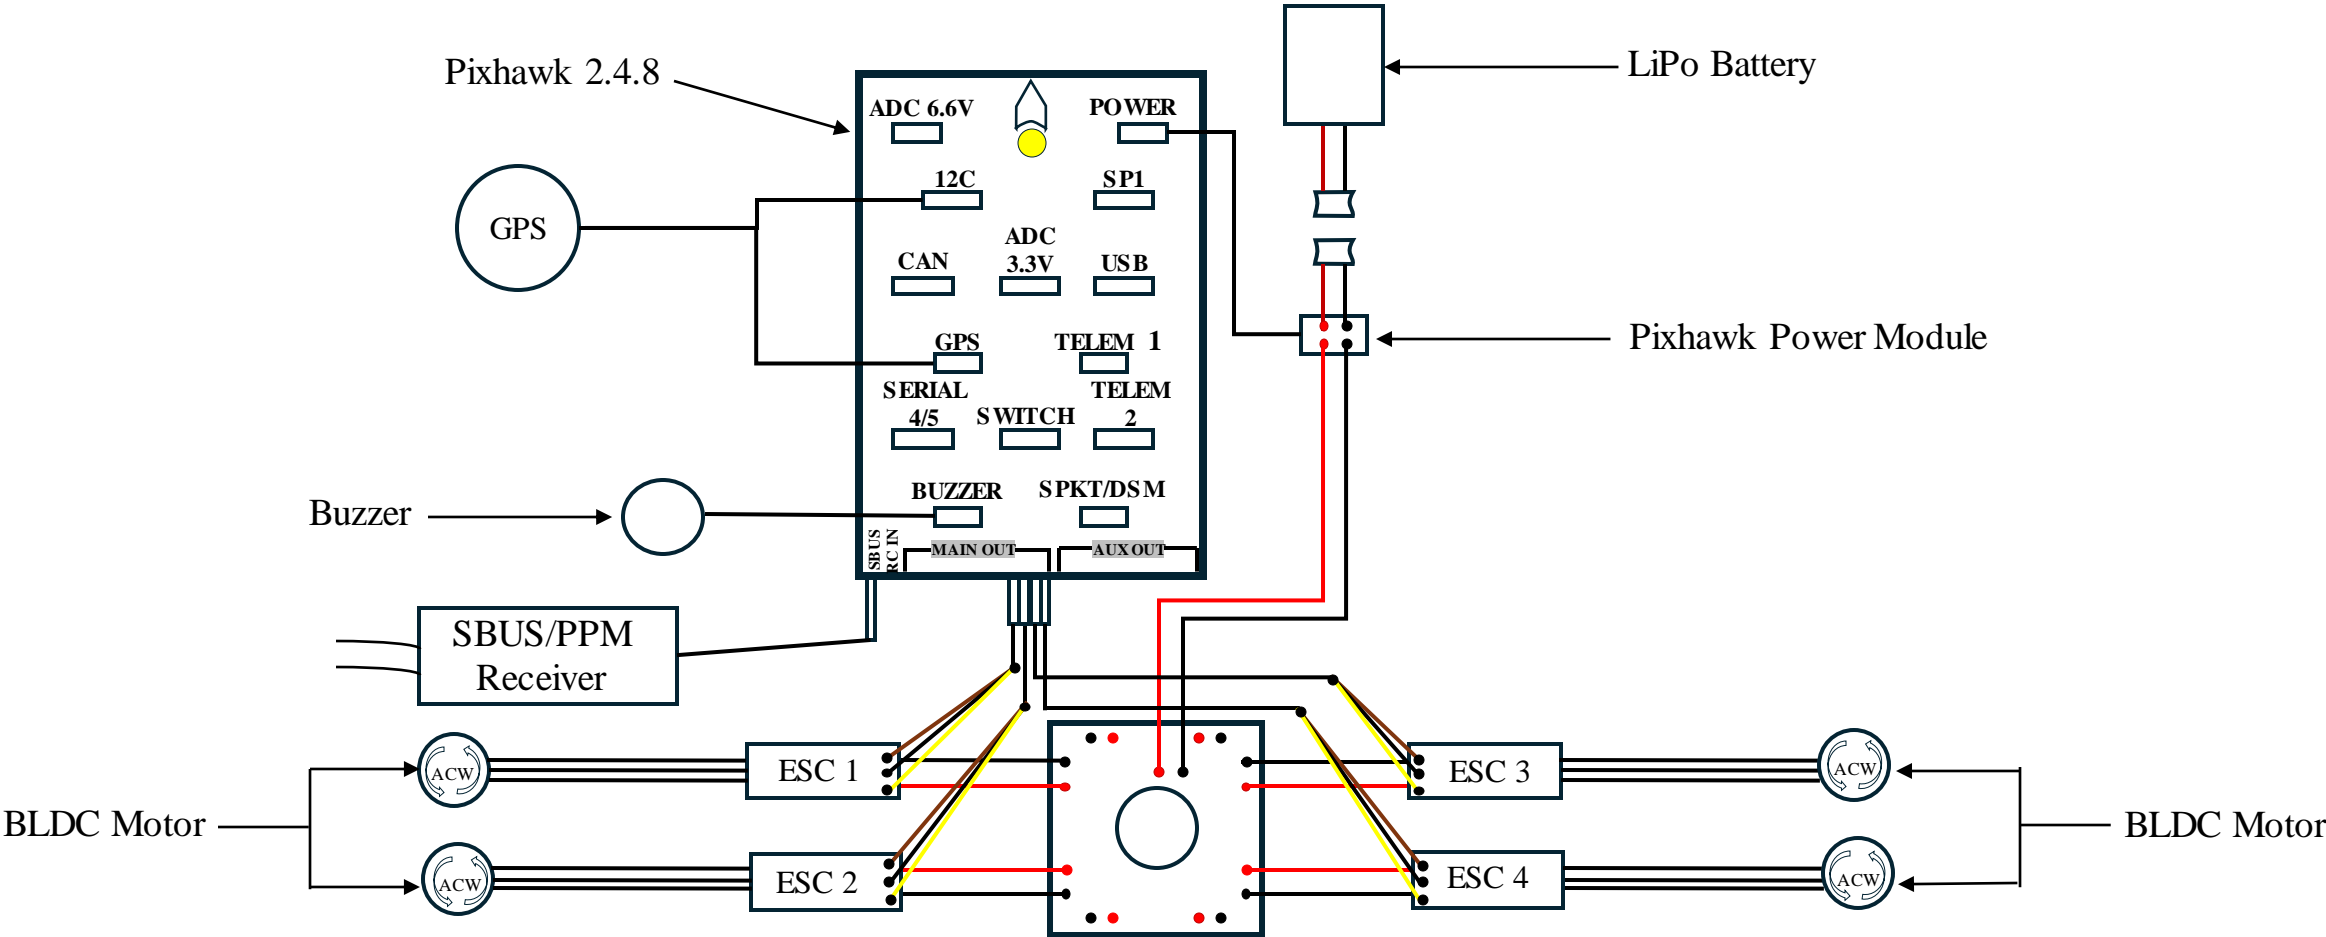 LiPo Battery
Pixhawk 2.4.8
ADC 6.6V
POWER
12C
SP1
GPS
ADC
3.3V
CAN
USB
GPS
TELEM 1
Pixhawk Power Module
SERIAL
4/5
SWITCH
TELEM
2
BUZZER
SPKT/DSM
Buzzer
SBUS
RC IN
MAIN OUT
AUX OUT
SBUS/PPM
Receiver
ACW
ESC 1
ESC 3
ACW
BLDC Motor
BLDC Motor
ACW
ESC 2
ESC 4
ACW